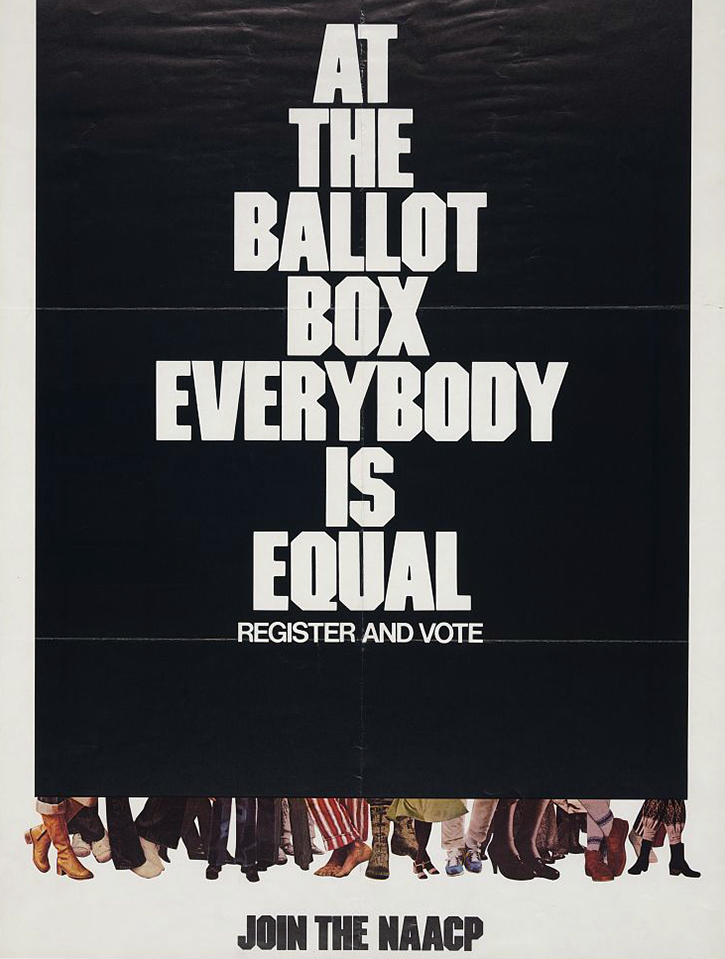 AT
THE
BALLOT
BOX
EVERYBODY
IS
EQUAL
REGISTER AND VOTE
JOIN THE NAACP